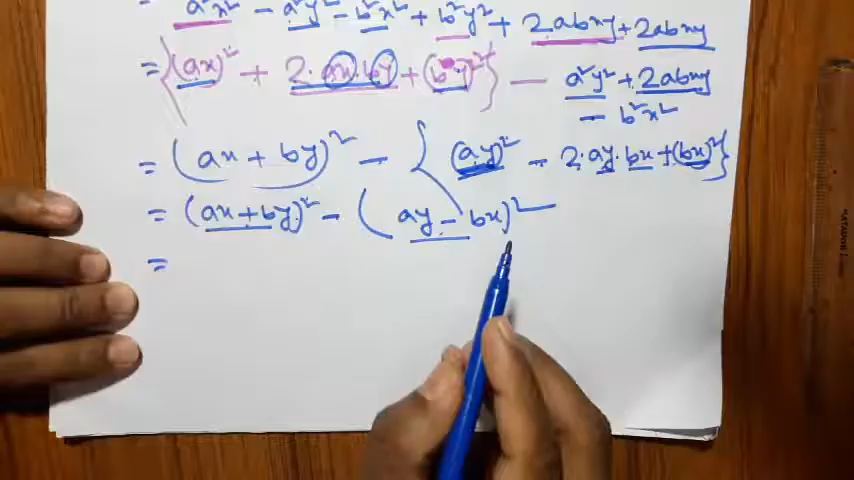 = a²x² - a²y² - b²x² + b²y² + 2abxy + 2abxy
= {(ax)² + 2·ax·by + (by)²} - a²y² + 2abxy
- b²x²
= (ax + by)² - {(ay)² - 2·ay·bx + (bx)²}
= (ax + by)² - (ay - bx)²
=